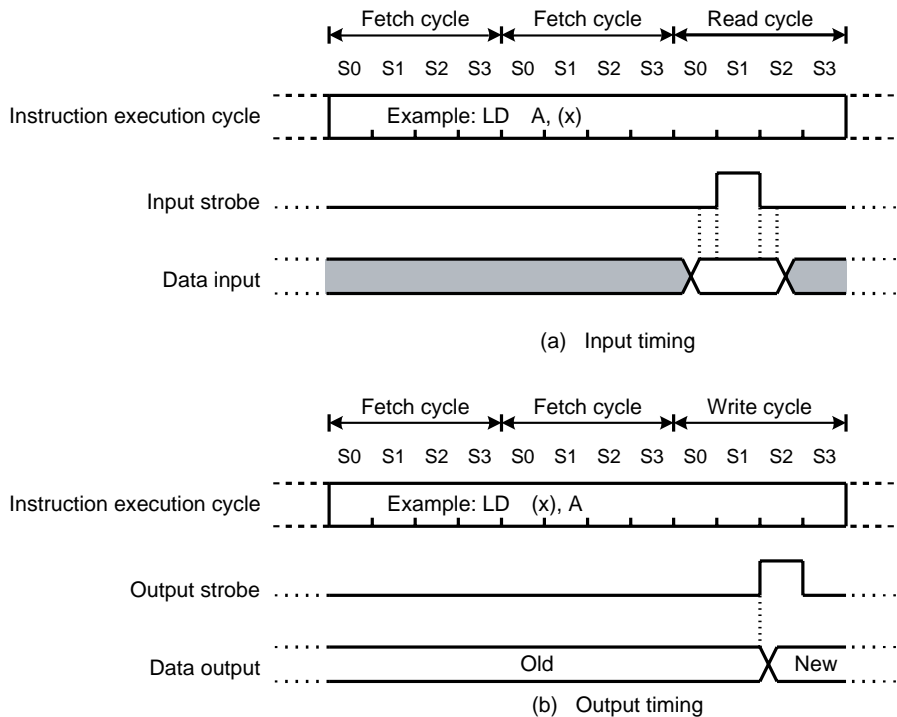 Fetch cycle Fetch cycle Read cycle
S0 S1 S2 S3 S0 S1 S2 S3 S0 S1 S2 S3
Instruction execution cycle Example: LD A, (x)
Input strobe
Data input
(a) Input timing
Fetch cycle Fetch cycle Write cycle
S0 S1 S2 S3 S0 S1 S2 S3 S0 S1 S2 S3
Instruction execution cycle Example: LD (x), A
Output strobe
Data output Old New
(b) Output timing